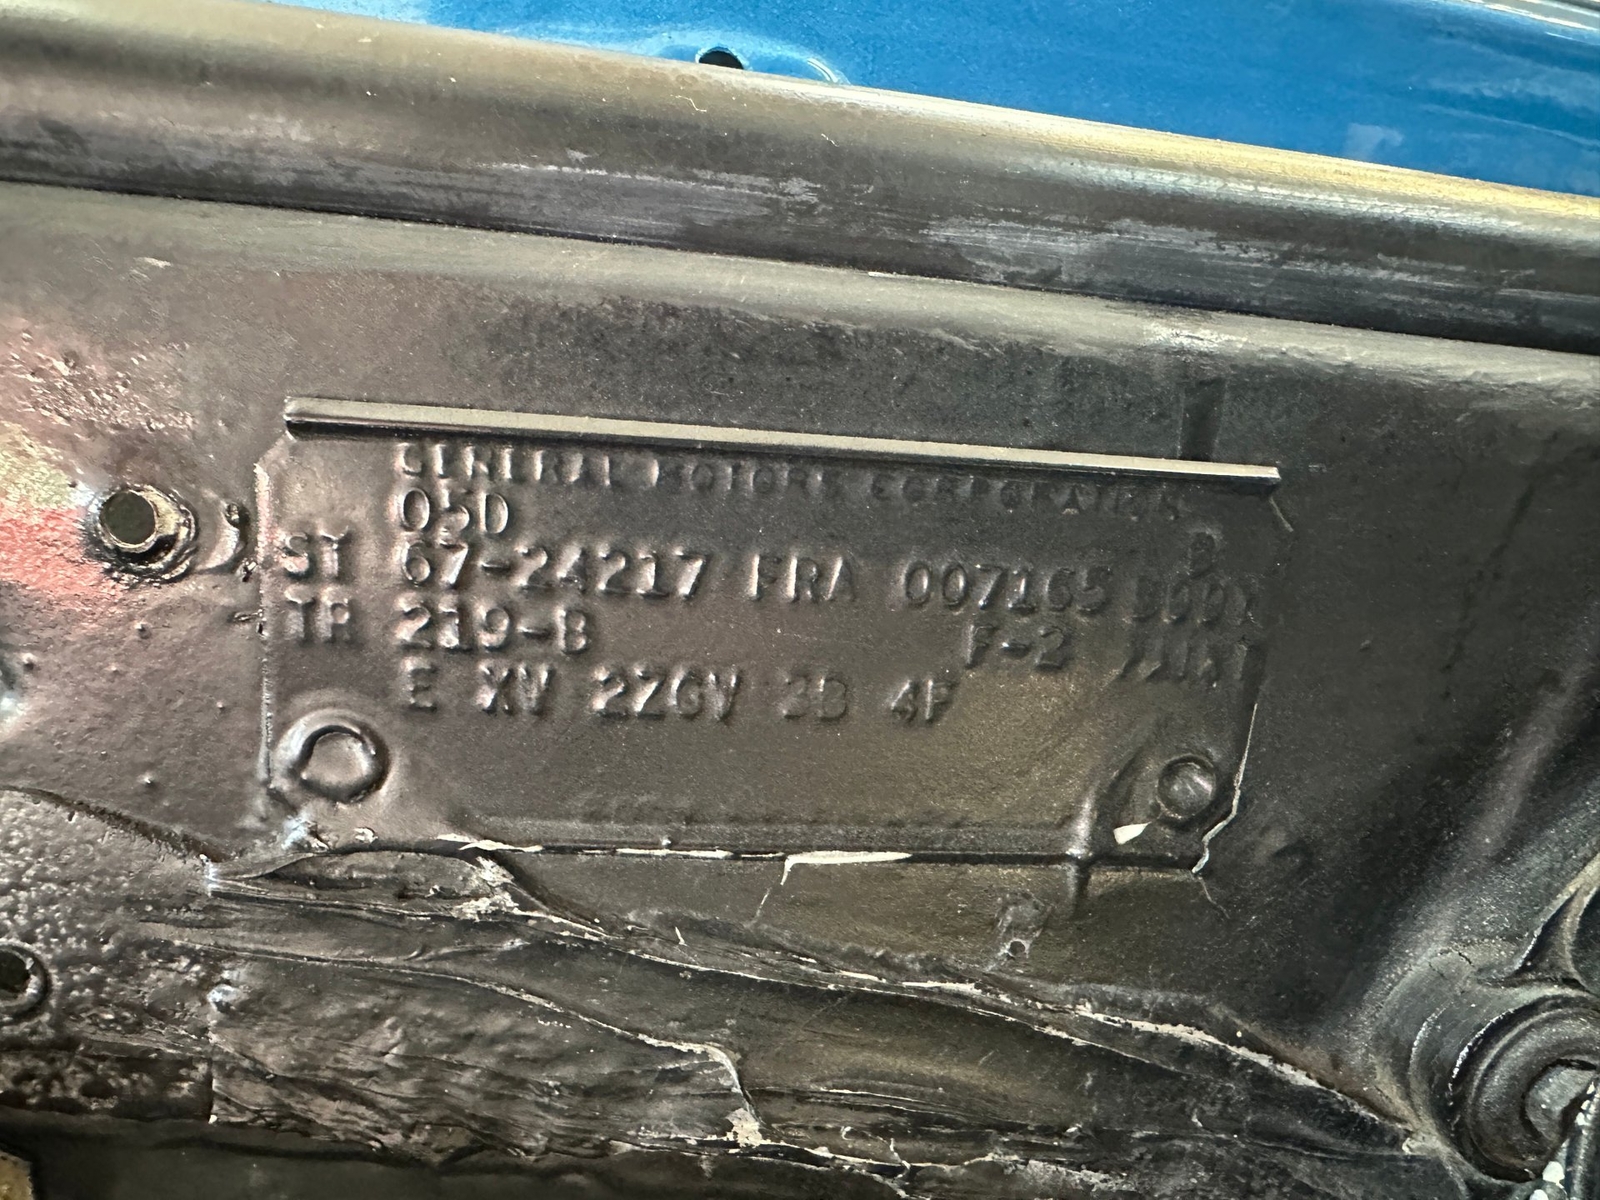 GENERAL MOTORS CORPORATION
05D
ST 67-24217 FRA 007165 BODY
TR 219-B F-2 PAINT
E XV 2ZGV 3B 4F